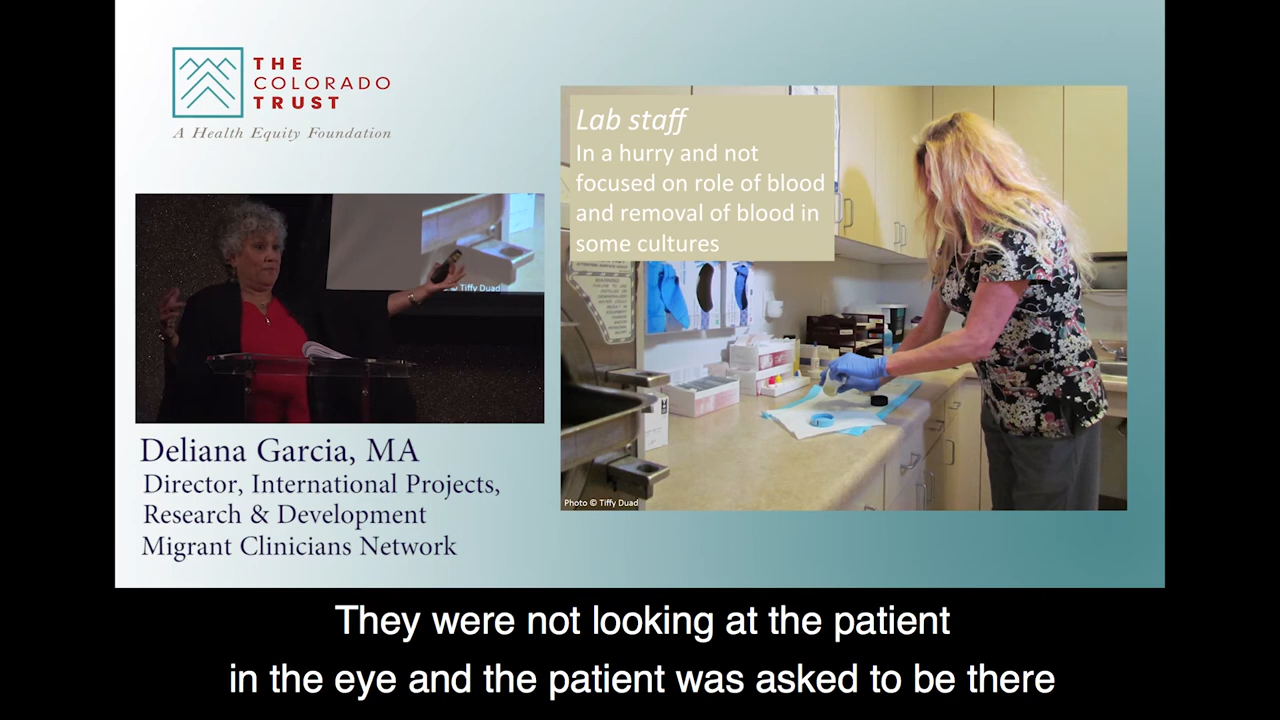 THE
COLORADO
TRUST
A Health Equity Foundation
Lab staff
In a hurry and not
focused on role of blood
and removal of blood in
some cultures
© Tiffy Duad
Photo © Tiffy Duad
Deliana Garcia, MA
Director, International Projects,
Research & Development
Migrant Clinicians Network
They were not looking at the patient
in the eye and the patient was asked to be there